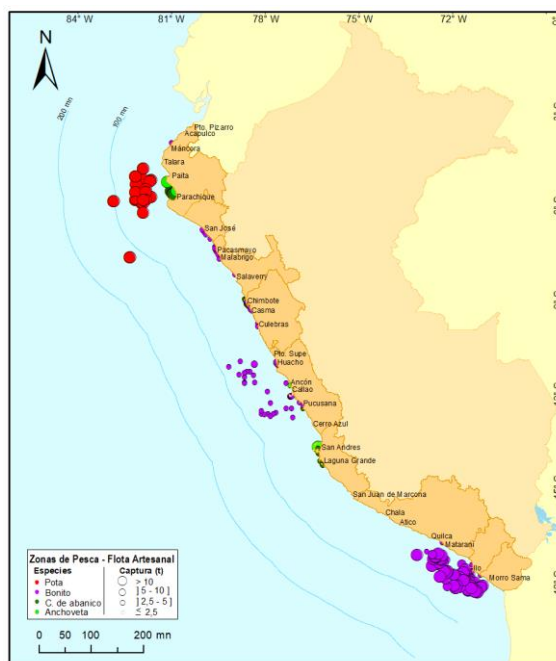 84° W
81° W
78° W
75° W
72° W
N
200 mn
100 mn
Pto. Pizarro
Acapulco
Máncora
Talara
Paita
Parachique
San José
Pacasmayo
Malabrigo
Salaverry
Chimbote
Casma
Culebras
Pto. Supe
Huacho
Ancón
Callao
Pucusana
Cerro Azul
San Andres
Laguna Grande
San Juan de Marcona
Chala
Atico
Quilca
Matarani
Ilo
Morro Sama
Zonas de Pesca - Flota Artesanal
Especies Captura (t)
Pota > 10
Bonito ] 5 - 10 ]
C. de abanico ] 2,5 - 5 ]
Anchoveta ≤ 2,5
0 50 100 200 mn